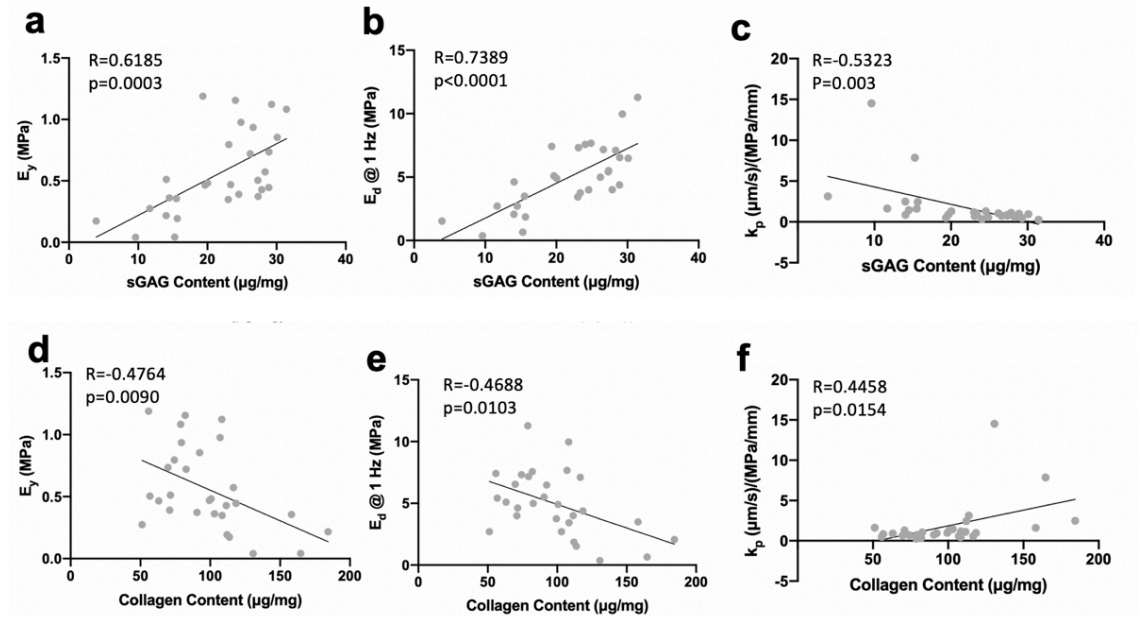 a
R=0.6185
p=0.0003
1.5
1.0
0.5
0.0
Ey (MPa)
0 10 20 30 40
sGAG Content (µg/mg)
b
R=0.7389
p<0.0001
15
10
5
0
Ed @ 1 Hz (MPa)
0 10 20 30 40
sGAG Content (µg/mg)
c
R=-0.5323
P=0.003
20
15
10
5
0
-5
kp (µm/s)/(MPa/mm)
10 20 30 40
sGAG Content (µg/mg)
d
R=-0.4764
p=0.0090
1.5
1.0
0.5
0.0
Ey (MPa)
0 50 100 150 200
Collagen Content (µg/mg)
e
R=-0.4688
p=0.0103
15
10
5
0
Ed @ 1 Hz (MPa)
0 50 100 150 200
Collagen Content (µg/mg)
f
R=0.4458
p=0.0154
20
15
10
5
0
-5
kp (µm/s)/(MPa/mm)
50 100 150 200
Collagen Content (µg/mg)